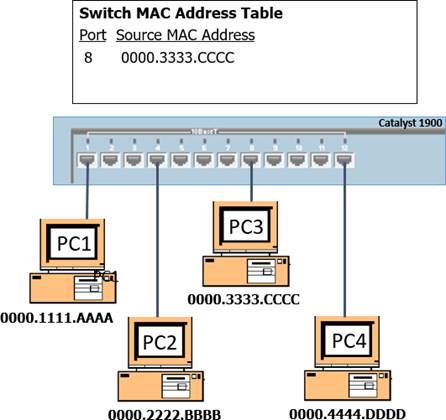 Switch MAC Address Table
Port Source MAC Address
8 0000.3333.CCCC
Catalyst 1900
10BaseT
1 2 3 4 5 6 7 8 9 10 11 12
PC1
PC1
0000.1111.AAAA
PC3
0000.3333.CCCC
PC2
0000.2222.BBBB
PC4
0000.4444.DDDD